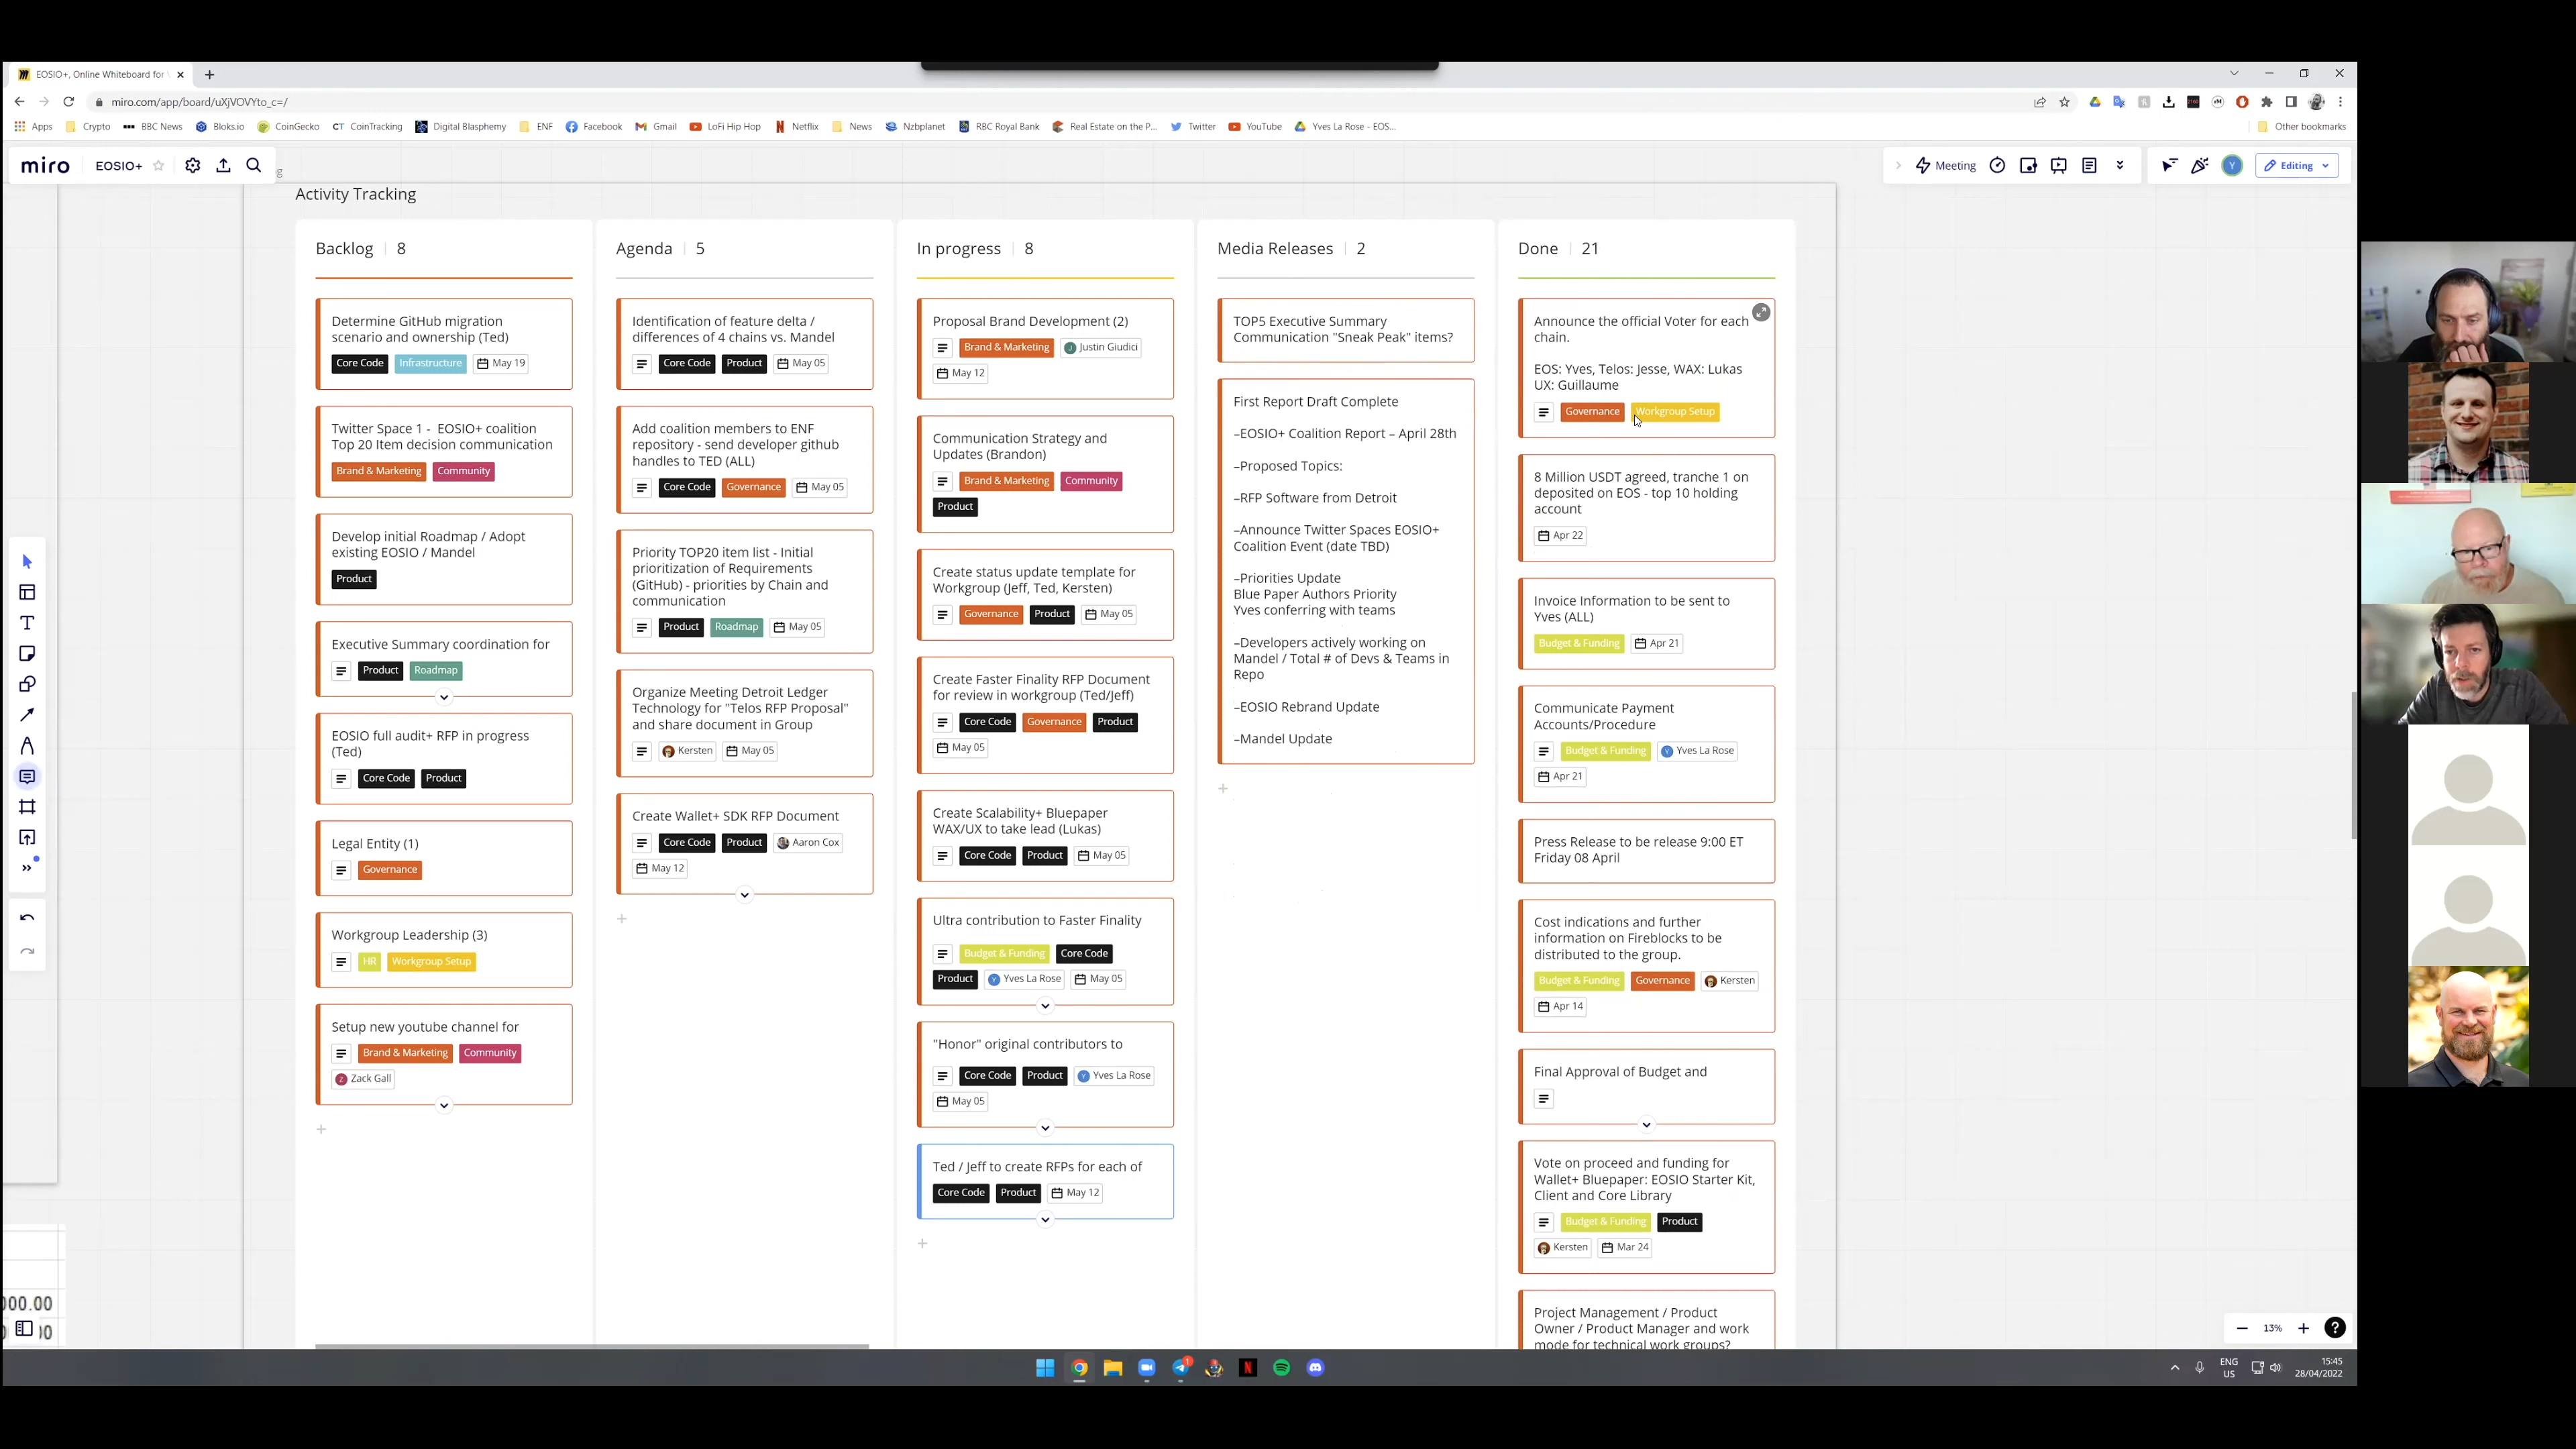 EOSIO+, Online Whiteboard for
miro.com/app/board/uXjVOVYto_c=/
Apps
Crypto
BBC News
Bloks.io
CoinGecko
CT CoinTracking
Digital Blasphemy
ENF
Facebook
Gmail
LoFi Hip Hop
Netflix
News
Nzbplanet
RBC Royal Bank
Real Estate on the P...
Twitter
YouTube
Yves La Rose - EOS...
Other bookmarks
miro
EOSIO+
Meeting
Y
Editing
Activity Tracking
Backlog 8
Determine GitHub migration
scenario and ownership (Ted)
Core Code Infrastructure May 19
Twitter Space 1 - EOSIO+ coalition
Top 20 Item decision communication
Brand & Marketing Community
Develop initial Roadmap / Adopt
existing EOSIO / Mandel
Product
Executive Summary coordination for
Product Roadmap
EOSIO full audit+ RFP in progress
(Ted)
Core Code Product
Legal Entity (1)
Governance
Workgroup Leadership (3)
HR Workgroup Setup
Setup new youtube channel for
Brand & Marketing Community
Z Zack Gall
Agenda 5
Identification of feature delta /
differences of 4 chains vs. Mandel
Core Code Product May 05
Add coalition members to ENF
repository - send developer github
handles to TED (ALL)
Core Code Governance May 05
Priority TOP20 item list - Initial
prioritization of Requirements
(GitHub) - priorities by Chain and
communication
Product Roadmap May 05
Organize Meeting Detroit Ledger
Technology for "Telos RFP Proposal"
and share document in Group
Kersten May 05
Create Wallet+ SDK RFP Document
Core Code Product Aaron Cox
May 12
In progress 8
Proposal Brand Development (2)
Brand & Marketing J Justin Giudici
May 12
Communication Strategy and
Updates (Brandon)
Brand & Marketing Community
Product
Create status update template for
Workgroup (Jeff, Ted, Kersten)
Governance Product May 05
Create Faster Finality RFP Document
for review in workgroup (Ted/Jeff)
Core Code Governance Product
May 05
Create Scalability+ Bluepaper
WAX/UX to take lead (Lukas)
Core Code Product May 05
Ultra contribution to Faster Finality
Budget & Funding Core Code
Product Y Yves La Rose May 05
"Honor" original contributors to
Core Code Product Y Yves La Rose
May 05
Ted / Jeff to create RFPs for each of
Core Code Product May 12
Media Releases 2
TOP5 Executive Summary
Communication "Sneak Peak" items?
First Report Draft Complete
–EOSIO+ Coalition Report – April 28th
–Proposed Topics:
–RFP Software from Detroit
–Announce Twitter Spaces EOSIO+
Coalition Event (date TBD)
–Priorities Update
Blue Paper Authors Priority
Yves conferring with teams
–Developers actively working on
Mandel / Total # of Devs & Teams in
Repo
–EOSIO Rebrand Update
–Mandel Update
Done 21
Announce the official Voter for each
chain.
EOS: Yves, Telos: Jesse, WAX: Lukas
UX: Guillaume
Governance Workgroup Setup
8 Million USDT agreed, tranche 1 on
deposited on EOS - top 10 holding
account
Apr 22
Invoice Information to be sent to
Yves (ALL)
Budget & Funding Apr 21
Communicate Payment
Accounts/Procedure
Budget & Funding Y Yves La Rose
Apr 21
Press Release to be release 9:00 ET
Friday 08 April
Cost indications and further
information on Fireblocks to be
distributed to the group.
Budget & Funding Governance Kersten
Apr 14
Final Approval of Budget and
Vote on proceed and funding for
Wallet+ Bluepaper: EOSIO Starter Kit,
Client and Core Library
Budget & Funding Product
Kersten Mar 24
Project Management / Product
Owner / Product Manager and work
mode for technical work groups?
13%
ENG
US
15:45
28/04/2022